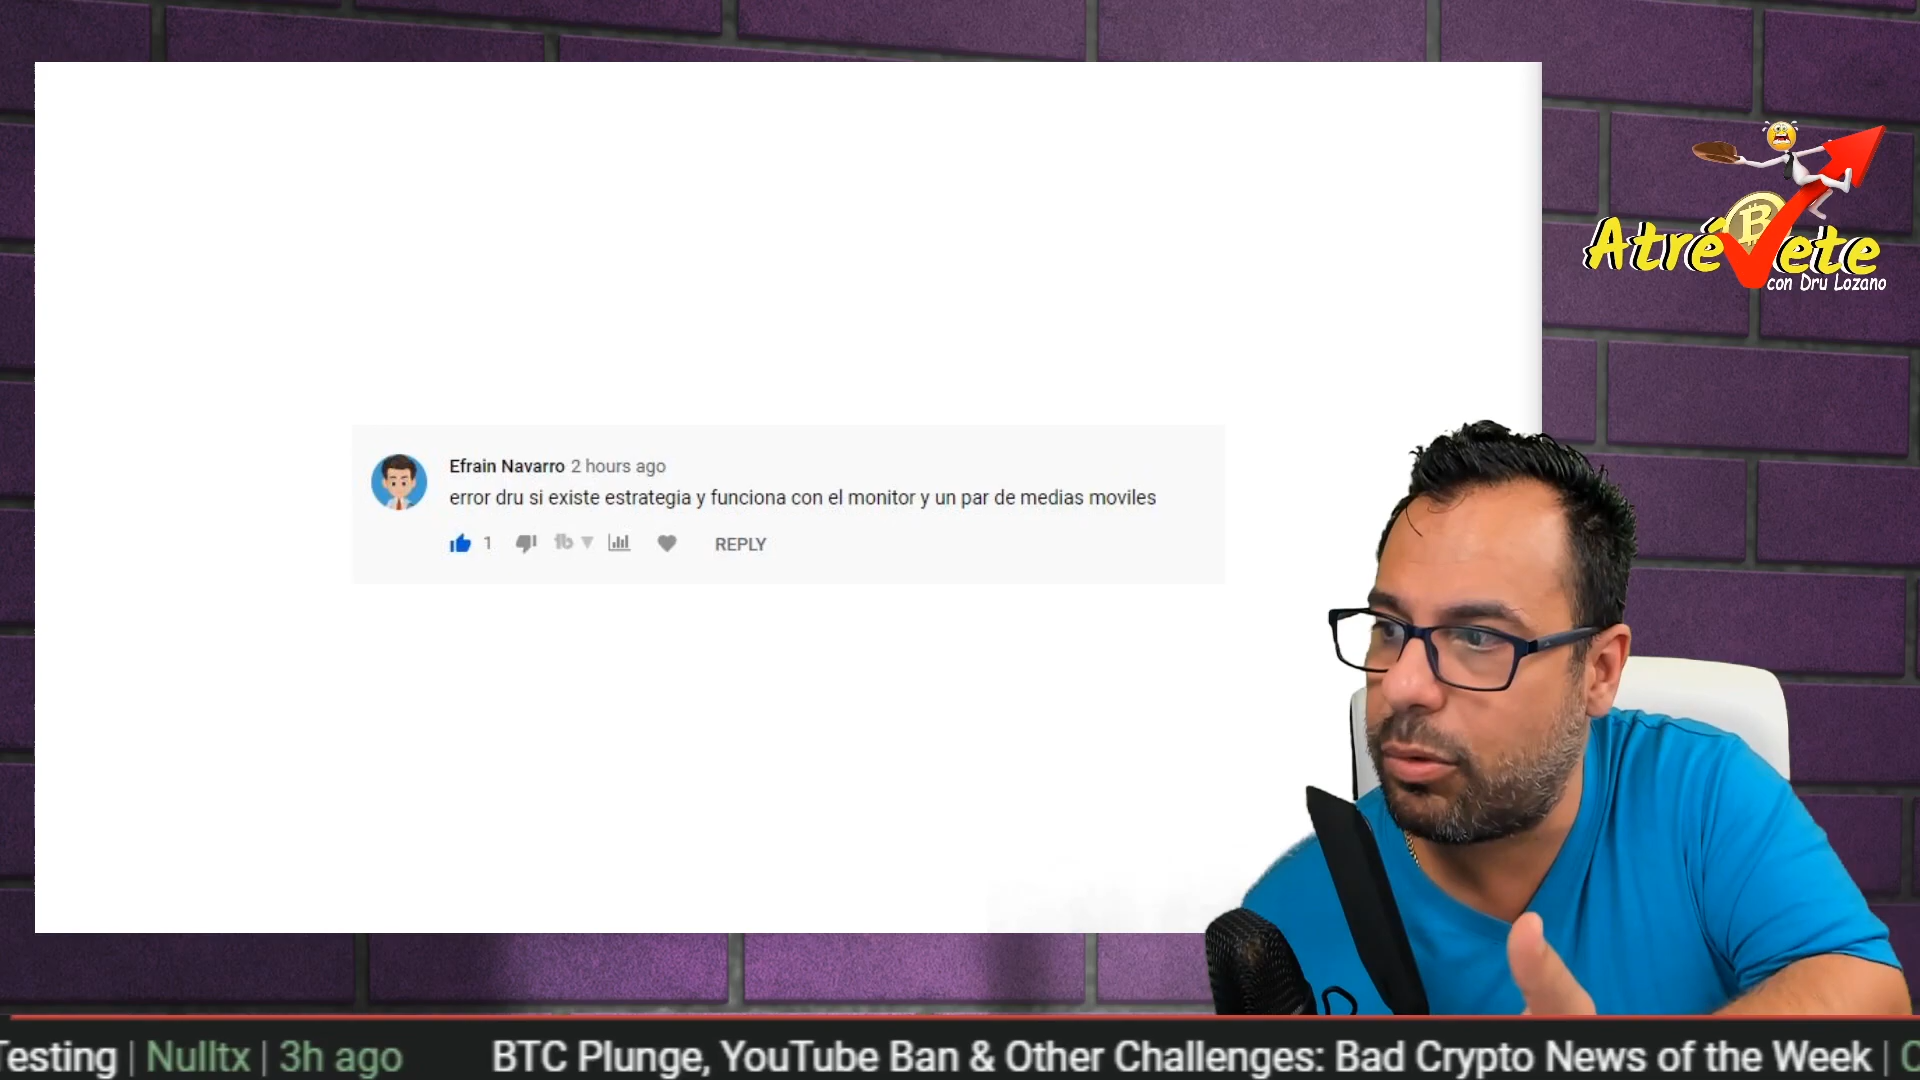 Atrévete
con Dru Lozano
Efrain Navarro 2 hours ago
error dru si existe estrategia y funciona con el monitor y un par de medias moviles
1
REPLY
Testing | Nulltx | 3h ago BTC Plunge, YouTube Ban & Other Challenges: Bad Crypto News of the Week |